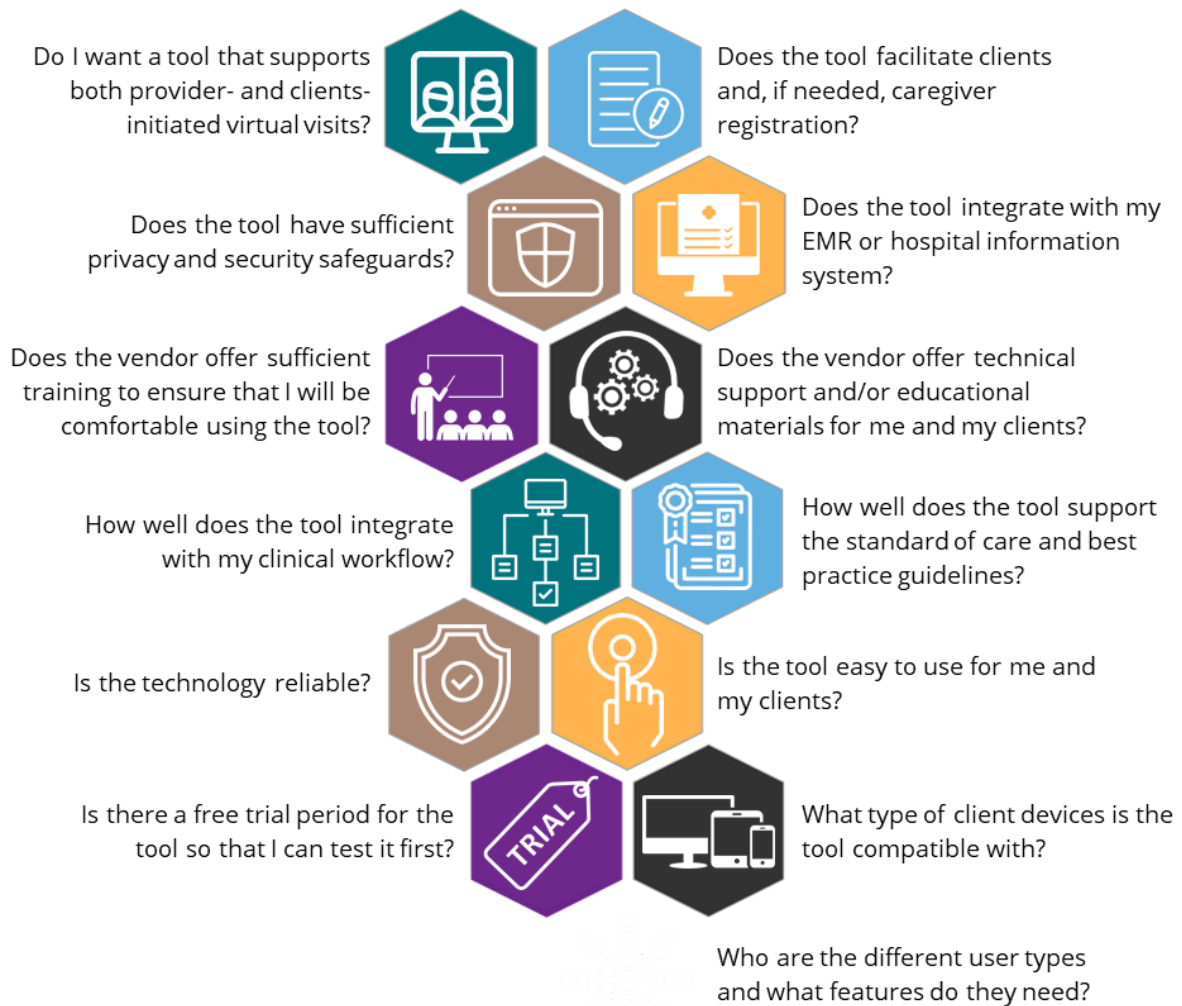 Do I want a tool that supports
both provider- and clients-
initiated virtual visits?
Does the tool facilitate clients
and, if needed, caregiver
registration?
Does the tool have sufficient
privacy and security safeguards?
Does the tool integrate with my
EMR or hospital information
system?
Does the vendor offer sufficient
training to ensure that I will be
comfortable using the tool?
Does the vendor offer technical
support and/or educational
materials for me and my clients?
How well does the tool integrate
with my clinical workflow?
How well does the tool support
the standard of care and best
practice guidelines?
Is the technology reliable?
Is the tool easy to use for me and
my clients?
Is there a free trial period for the
tool so that I can test it first?
TRIAL
What type of client devices is the
tool compatible with?
Who are the different user types
and what features do they need?